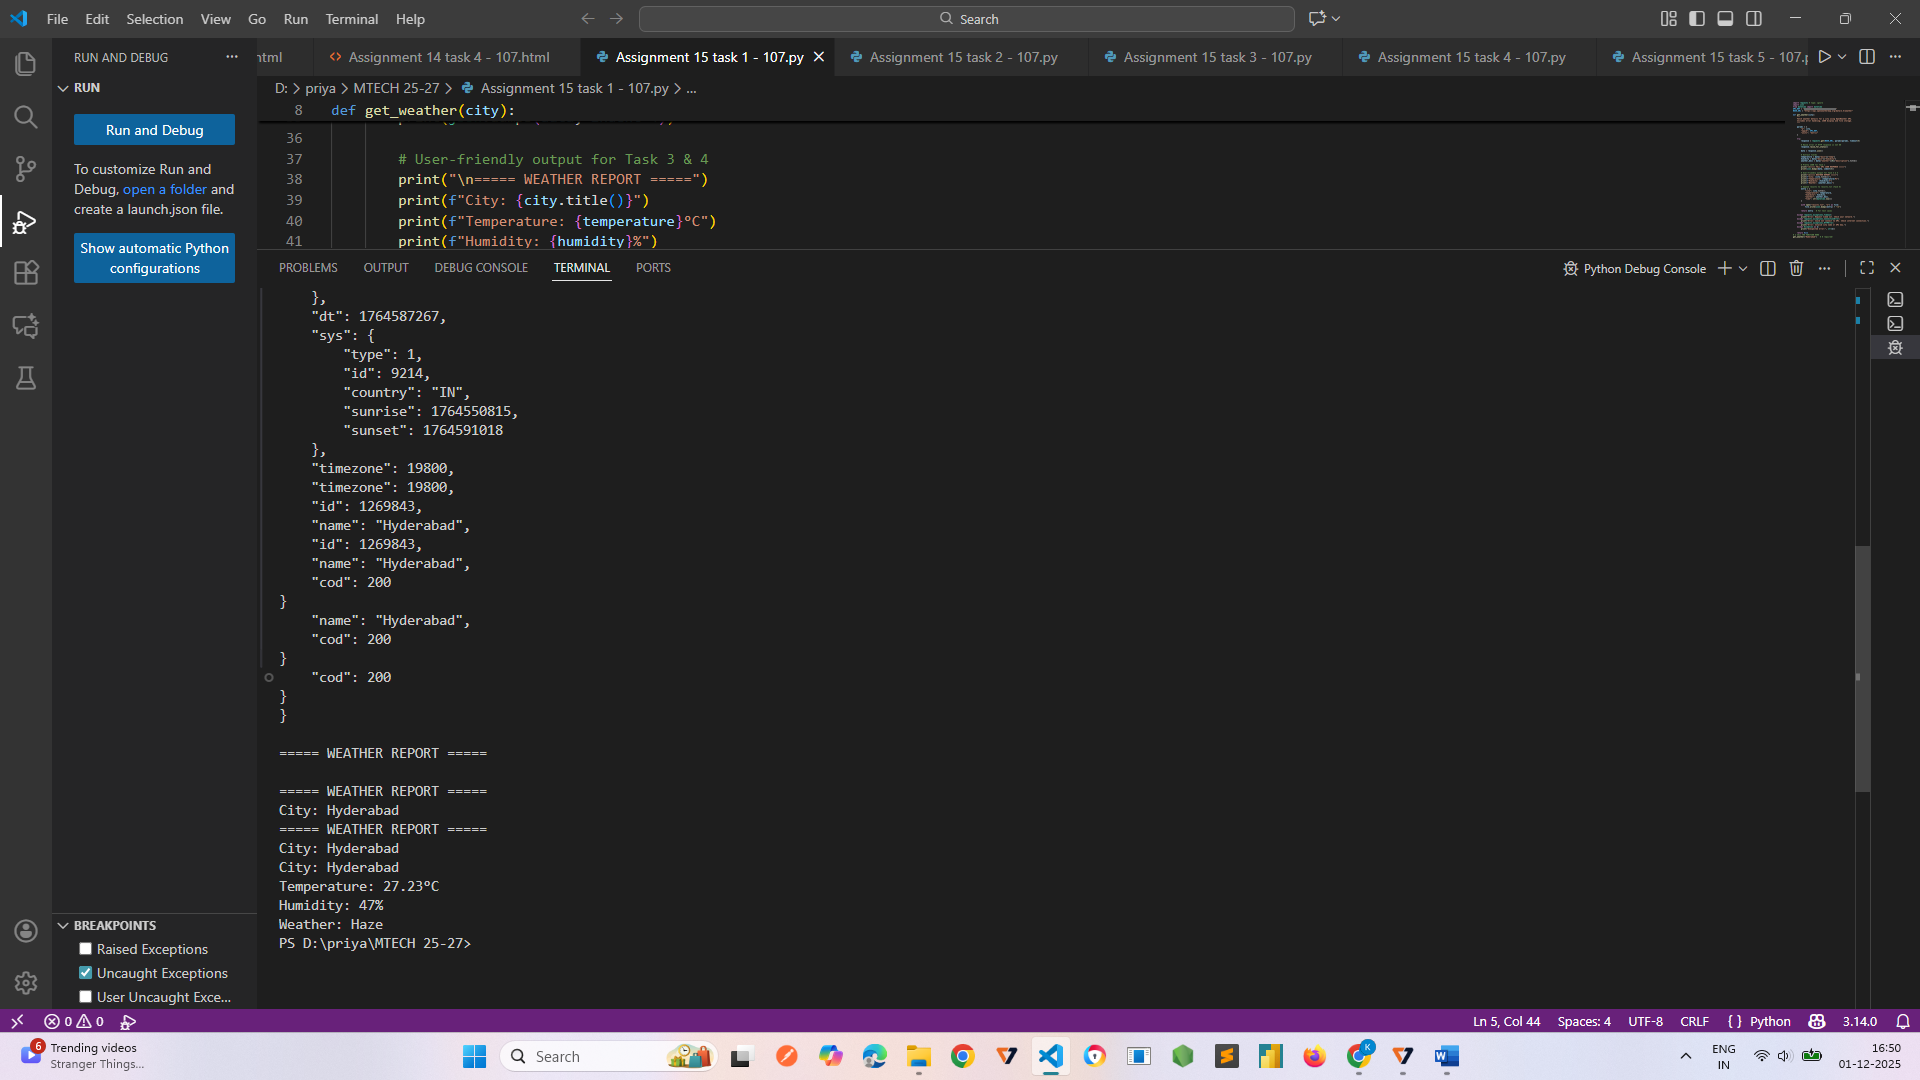 File Edit Selection View Go Run Terminal Help
Search
RUN AND DEBUG
html
Assignment 14 task 4 - 107.html
Assignment 15 task 1 - 107.py
Assignment 15 task 2 - 107.py
Assignment 15 task 3 - 107.py
Assignment 15 task 4 - 107.py
Assignment 15 task 5 - 107.p
RUN
D: > priya > MTECH 25-27 > Assignment 15 task 1 - 107.py > ...
Run and Debug
To customize Run and
Debug, open a folder and
create a launch.json file.
Show automatic Python
configurations
8 def get_weather(city):
36
37 # User-friendly output for Task 3 & 4
38 print("\n===== WEATHER REPORT =====")
39 print(f"City: {city.title()}")
40 print(f"Temperature: {temperature}°C")
41 print(f"Humidity: {humidity}%")
PROBLEMS OUTPUT DEBUG CONSOLE TERMINAL PORTS
Python Debug Console
},
"dt": 1764587267,
"sys": {
"type": 1,
"id": 9214,
"country": "IN",
"sunrise": 1764550815,
"sunset": 1764591018
},
"timezone": 19800,
"timezone": 19800,
"id": 1269843,
"name": "Hyderabad",
"id": 1269843,
"name": "Hyderabad",
"cod": 200
}
"name": "Hyderabad",
"cod": 200
}
"cod": 200
}
}
===== WEATHER REPORT =====
===== WEATHER REPORT =====
City: Hyderabad
===== WEATHER REPORT =====
City: Hyderabad
City: Hyderabad
Temperature: 27.23°C
Humidity: 47%
Weather: Haze
PS D:\priya\MTECH 25-27>
BREAKPOINTS
Raised Exceptions
Uncaught Exceptions
User Uncaught Exce...
0 0
Ln 5, Col 44 Spaces: 4 UTF-8 CRLF { } Python 3.14.0
6
Trending videos
Stranger Things...
Search
K
ENG
IN
16:50
01-12-2025